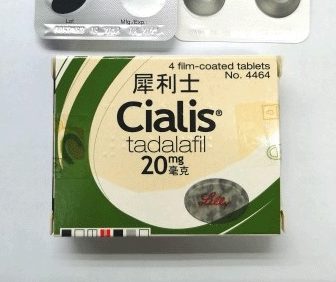 Lot
Mfg./Exp.
4 film-coated tablets
No. 4464
犀利士
Cialis®
tadalafil
20mg
毫克
Lilly